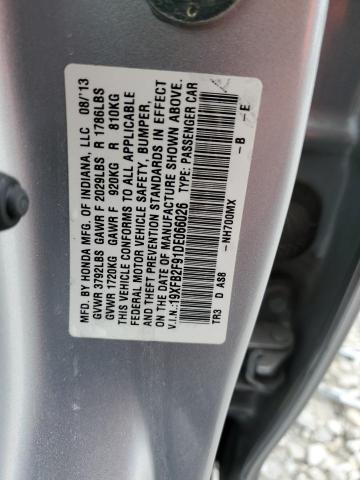 MFD. BY HONDA MFG. OF INDIANA, LLC 08/'13
GVWR 3792LBS GAWR F 2029LBS R 1786LBS
GVWR 1720KG GAWR F 920KG R 810KG
THIS VEHICLE CONFORMS TO ALL APPLICABLE
FEDERAL MOTOR VEHICLE SAFETY, BUMPER,
AND THEFT PREVENTION STANDARDS IN EFFECT
ON THE DATE OF MANUFACTURE SHOWN ABOVE.
V.I.N.:19XFB2F91DE066026 TYPE: PASSENGER CAR
TR3 D AS8 -NH700MX -B -E